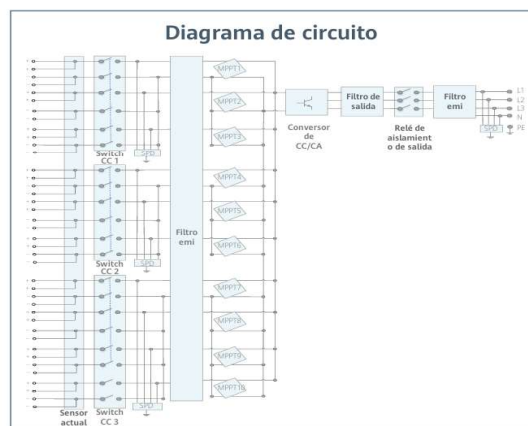 Diagrama de circuito
MPPT1
MPPT2
MPPT3
SPD
Switch
CC 1
MPPT4
MPPT5
MPPT6
SPD
Switch
CC 2
Filtro
emi
MPPT7
MPPT8
MPPT9
MPPT10
SPD
Sensor
actual
Switch
CC 3
Conversor
de
CC/CA
Filtro de
salida
Relé de
aislamient
o de salida
Filtro
emi
SPD
L1
L2
L3
N
PE